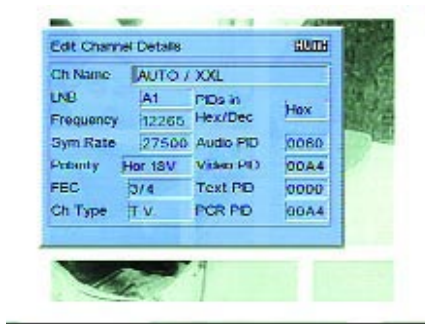 Edit Channel Details HUTH
Ch Name AUTO / XXL
LNB A1 PIDs in
Frequency 12265 Hex/Dec Hex
Sym Rate 27500 Audio PID 0080
Polarity Hor 18V Video PID 00A4
FEC 3/4 Text PID 0000
Ch Type T.V. PCR PID 00A4